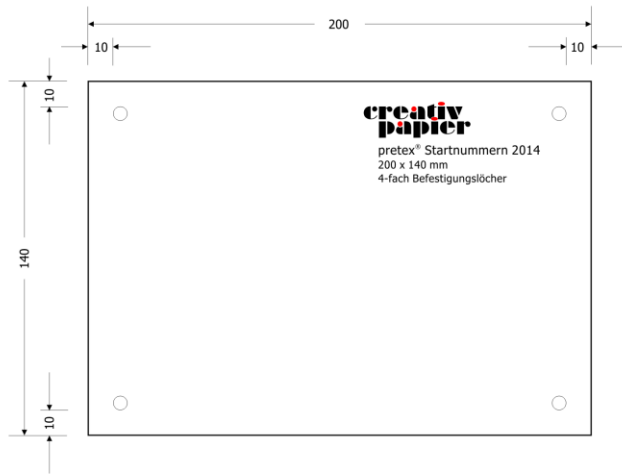 200
10
10
10
creativ
papier
pretex® Startnummern 2014
200 x 140 mm
4-fach Befestigungslöcher
140
10